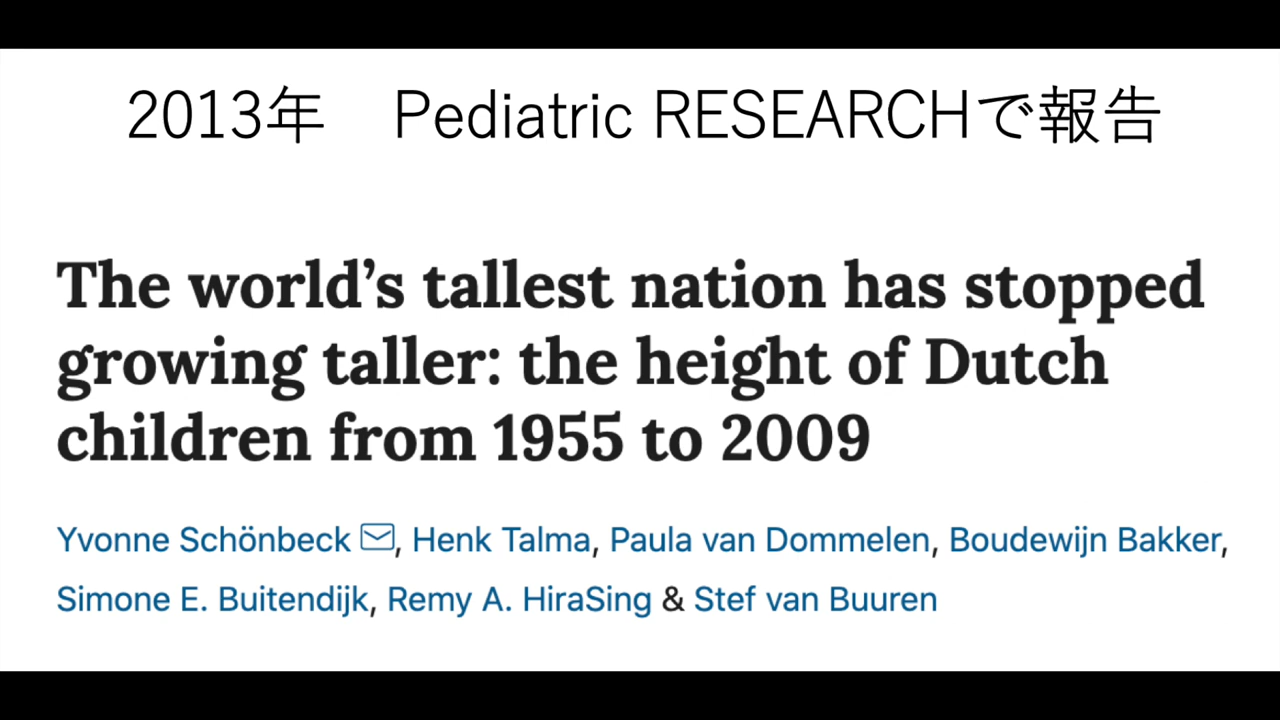 2013年　Pediatric RESEARCHで報告
The world’s tallest nation has stopped
growing taller: the height of Dutch
children from 1955 to 2009
Yvonne Schönbeck, Henk Talma, Paula van Dommelen, Boudewijn Bakker,
Simone E. Buitendijk, Remy A. HiraSing & Stef van Buuren